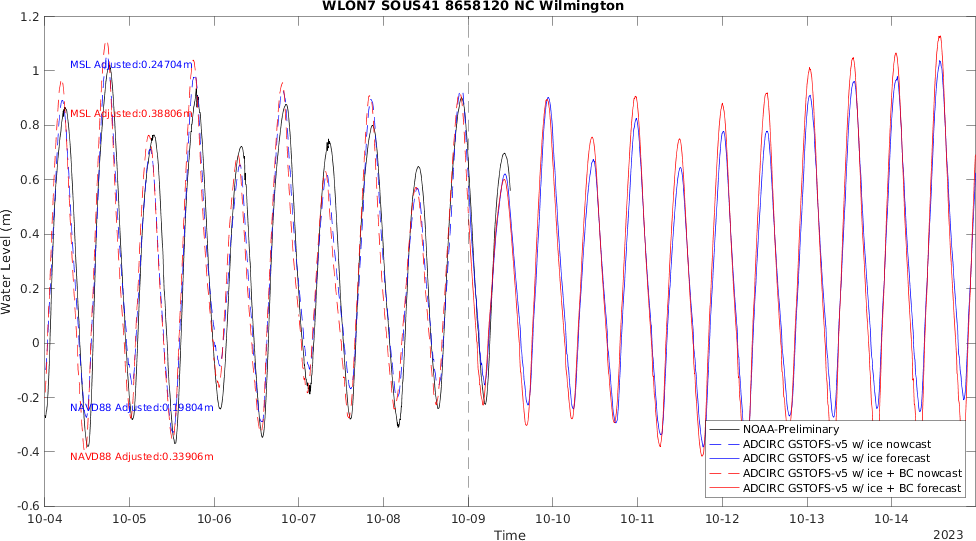 WLON7 SOUS41 8658120 NC Wilmington
1.2
1
0.8
0.6
0.4
0.2
0
-0.2
-0.4
-0.6
Water Level (m)
MSL Adjusted:0.24704m
MSL Adjusted:0.38806m
NAVD88 Adjusted:0.19804m
NAVD88 Adjusted:0.33906m
NOAA-Preliminary
ADCIRC GSTOFS-v5 w/ ice nowcast
ADCIRC GSTOFS-v5 w/ ice forecast
ADCIRC GSTOFS-v5 w/ ice + BC nowcast
ADCIRC GSTOFS-v5 w/ ice + BC forecast
10-04 10-05 10-06 10-07 10-08 10-09 10-10 10-11 10-12 10-13 10-14
Time
2023